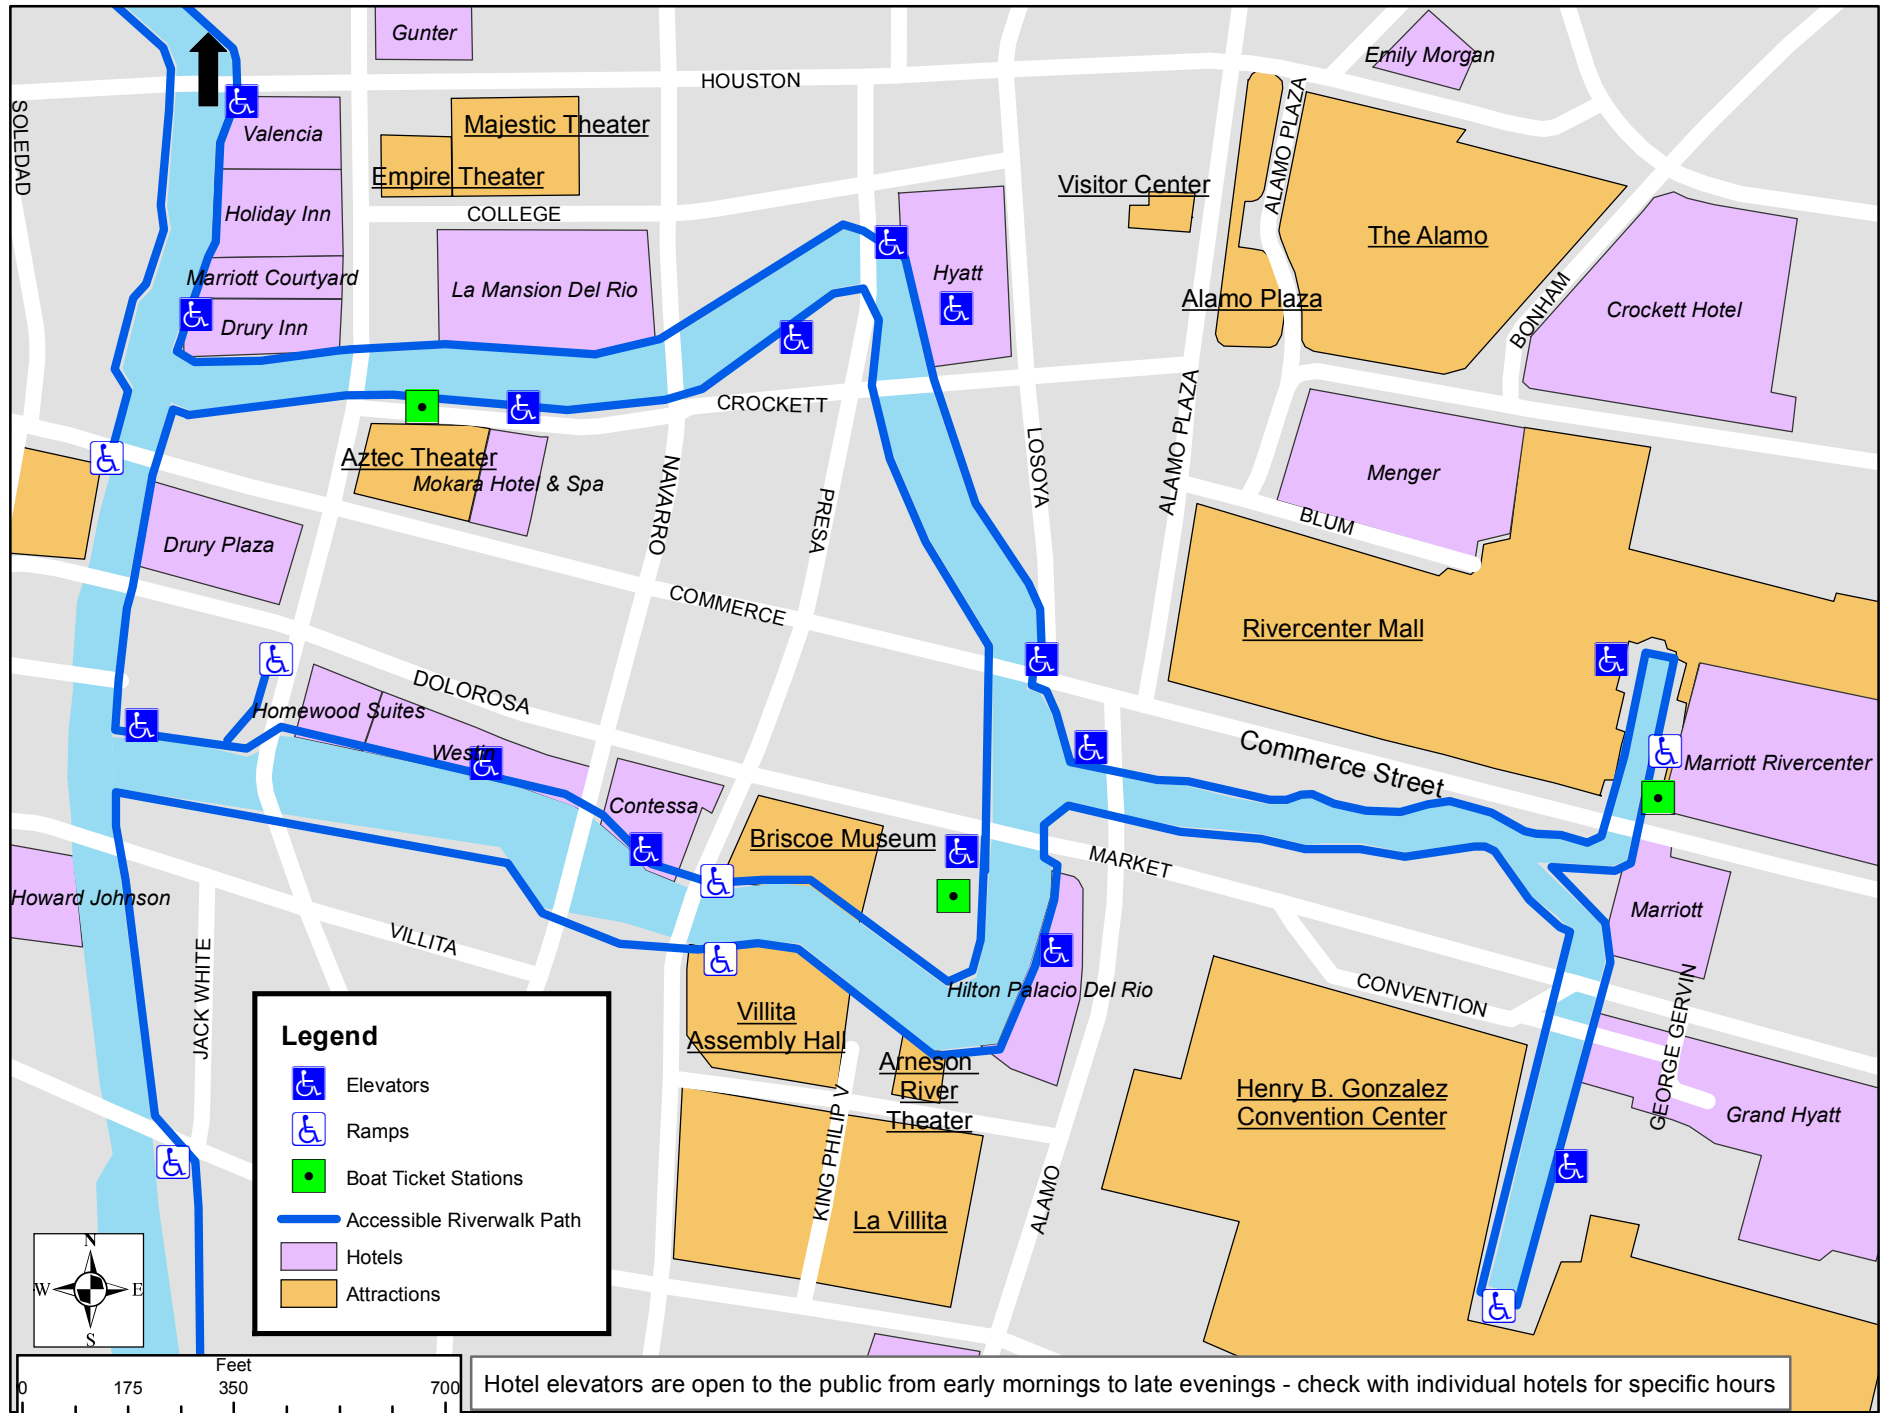 Gunter
Emily Morgan
HOUSTON
SOLEDAD
Valencia
Majestic Theater
ALAMO PLAZA
Empire Theater
Visitor Center
Holiday Inn
COLLEGE
The Alamo
Marriott Courtyard
La Mansion Del Rio
Hyatt
Alamo Plaza
BONHAM
Crockett Hotel
Drury Inn
CROCKETT
ALAMO PLAZA
Aztec Theater
Mokara Hotel & Spa
NAVARRO
PRESA
LOSOYA
Menger
BLUM
Drury Plaza
COMMERCE
Rivercenter Mall
DOLOROSA
Homewood Suites
Westin
Commerce Street
Marriott Rivercenter
Contessa
Briscoe Museum
MARKET
Howard Johnson
VILLITA
Marriott
JACK WHITE
Hilton Palacio Del Rio
CONVENTION
GEORGE GERVIN
Villita
Assembly Hall
Arneson
River
Theater
Henry B. Gonzalez
Convention Center
Grand Hyatt
KING PHILIP V
La Villita
ALAMO
Legend
Elevators
Ramps
Boat Ticket Stations
Accessible Riverwalk Path
Hotels
Attractions
N
W E
S
Feet
0 175 350 700
Hotel elevators are open to the public from early mornings to late evenings - check with individual hotels for specific hours